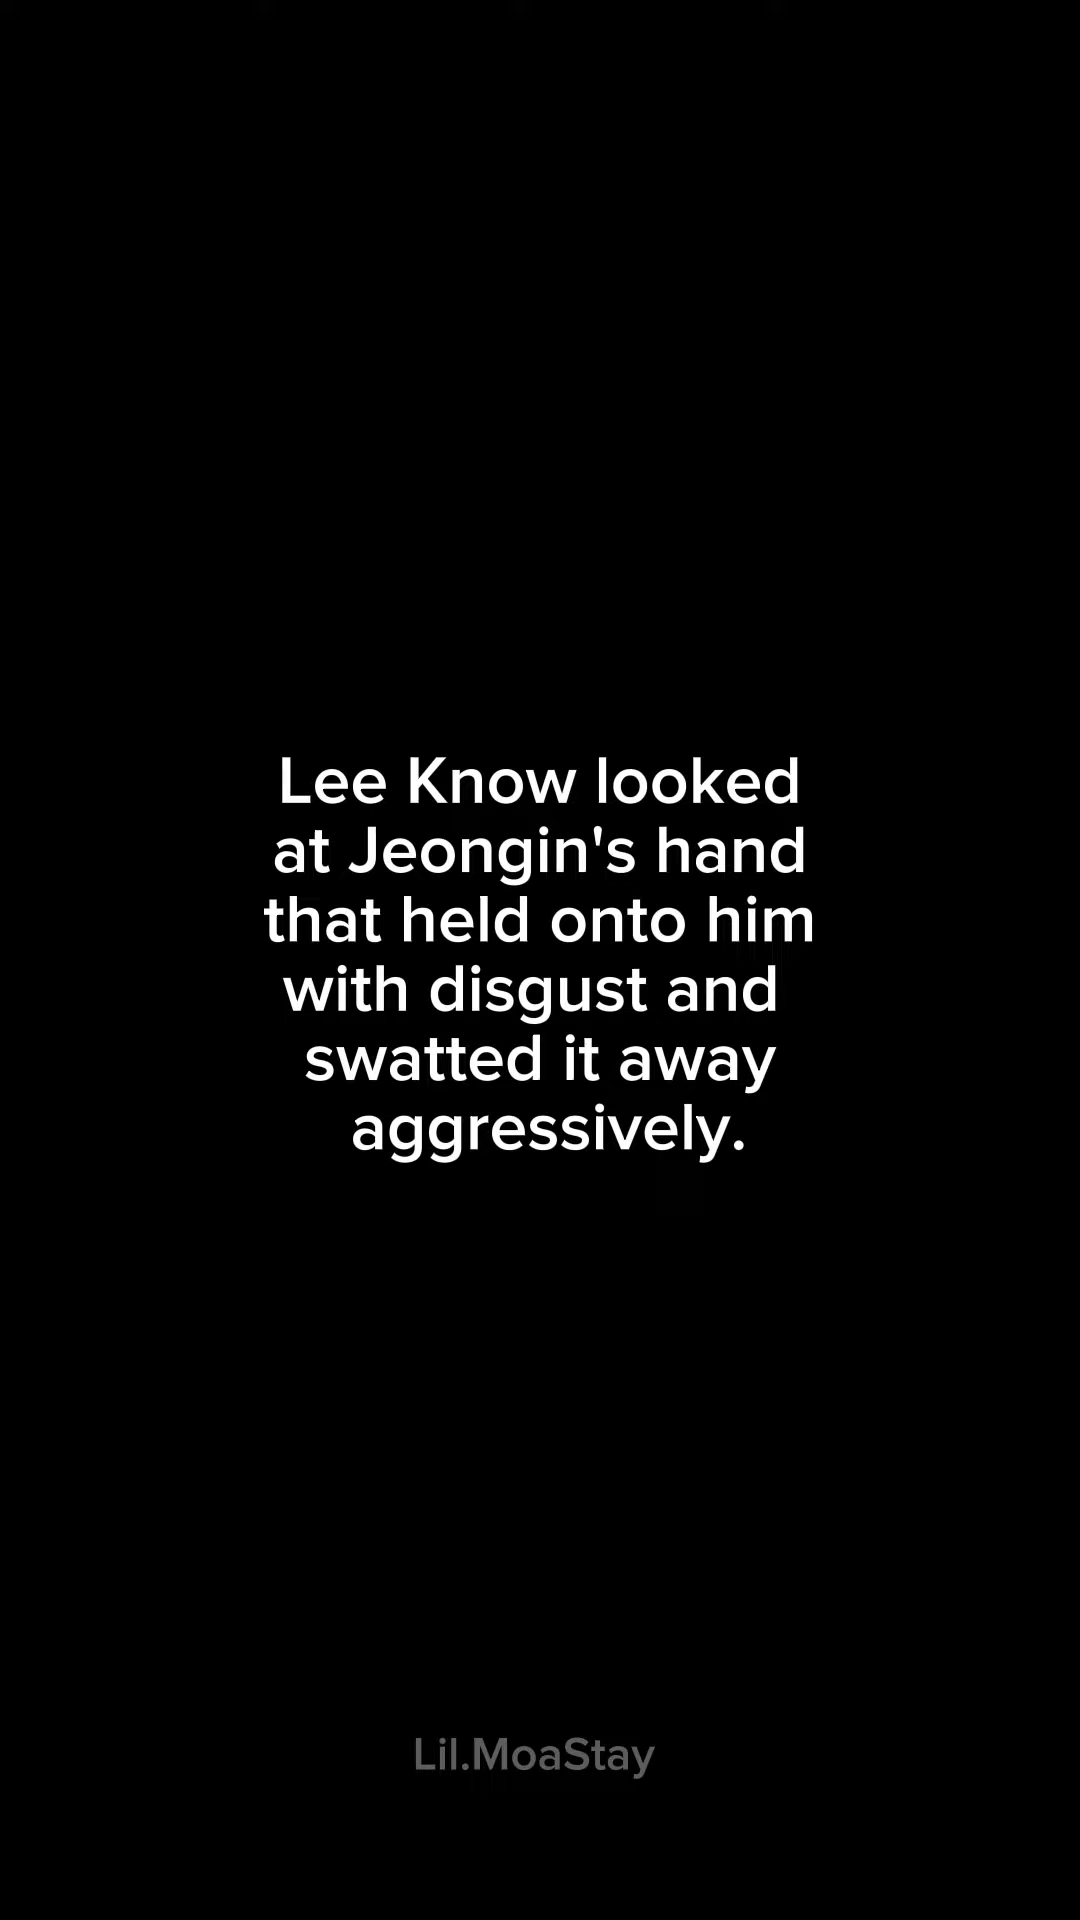 Lee Know looked
at Jeongin's hand
that held onto him
with disgust and
swatted it away
aggressively.
Lil.MoaStay